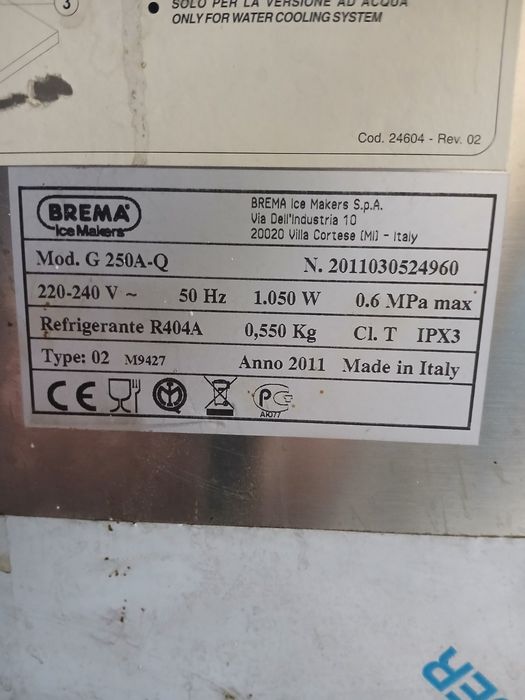 3
● SOLO PER LA VERSIONE AD ACQUA
ONLY FOR WATER COOLING SYSTEM
Cod. 24604 - Rev. 02
BREMA
Ice Makers
BREMA Ice Makers S.p.A.
Via Dell'Industria 10
20020 Villa Cortese (MI) - Italy
Mod. G 250A-Q N. 2011030524960
220-240 V ~ 50 Hz 1.050 W 0.6 MPa max
Refrigerante R404A 0,550 Kg Cl. T IPX3
Type: 02 M9427 Anno 2011 Made in Italy
CE